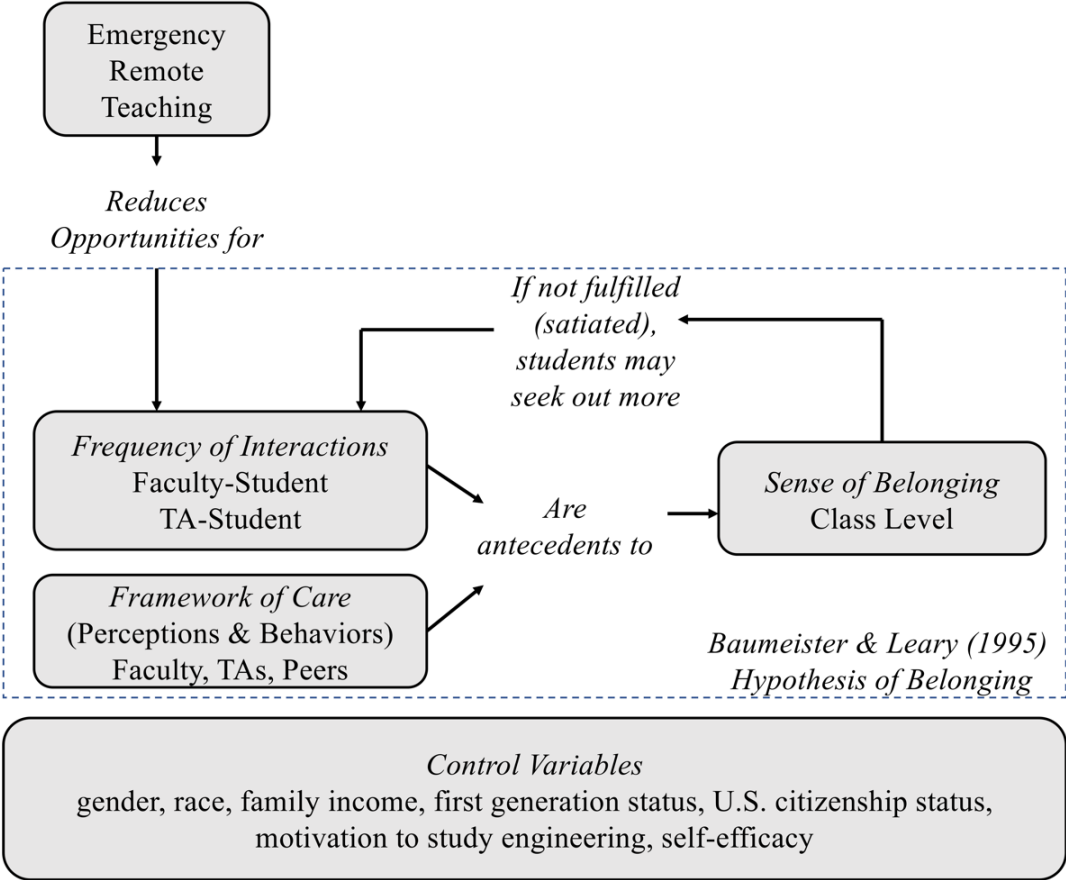 Emergency
Remote
Teaching
Reduces
Opportunities for
If not fulfilled
(satiated),
students may
seek out more
Frequency of Interactions
Faculty-Student
TA-Student
Are
antecedents to
Sense of Belonging
Class Level
Framework of Care
(Perceptions & Behaviors)
Faculty, TAs, Peers
Baumeister & Leary (1995)
Hypothesis of Belonging
Control Variables
gender, race, family income, first generation status, U.S. citizenship status,
motivation to study engineering, self-efficacy